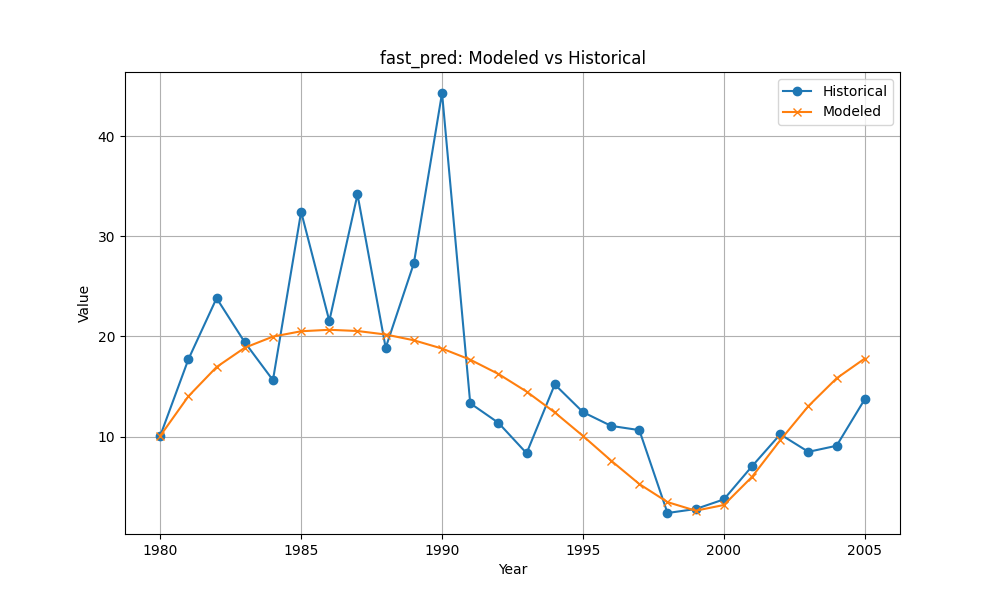 fast_pred: Modeled vs Historical
Historical
Modeled
Value
40
30
20
10
1980
1985
1990
1995
2000
2005
Year